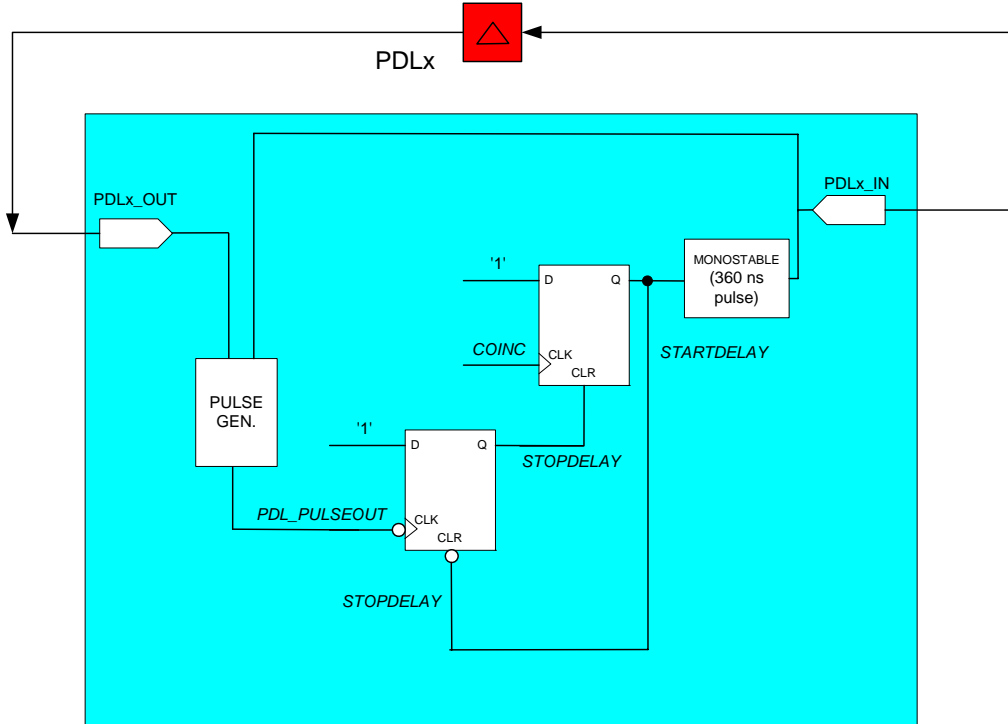 PDLx
PDLx_OUT
PDLx_IN
MONOSTABLE
(360 ns
pulse)
'1'
D
Q
COINC
CLK
CLR
STARTDELAY
PULSE
GEN.
'1'
D
Q
STOPDELAY
PDL_PULSEOUT
CLK
CLR
STOPDELAY